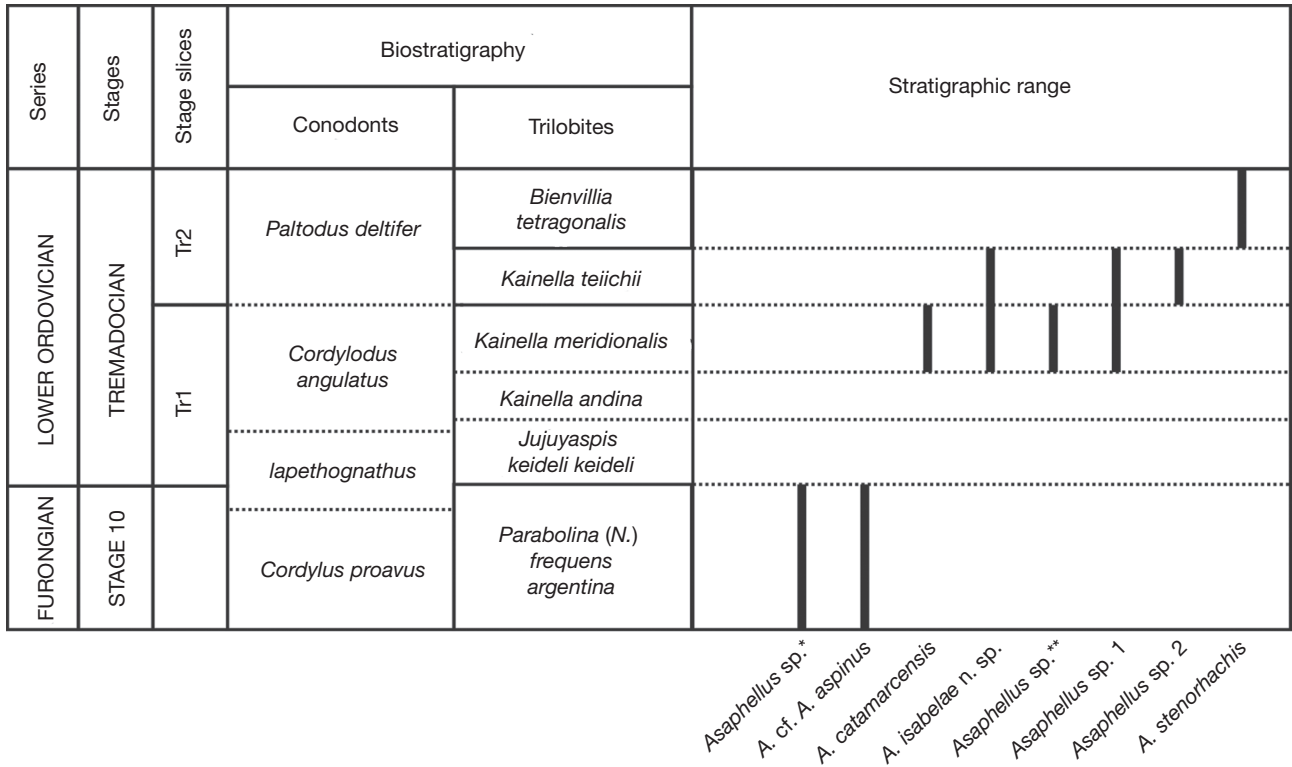 Series
Stages
Stage slices
Biostratigraphy
Conodonts
Trilobites
Stratigraphic range
LOWER ORDOVICIAN
TREMADOCIAN
Tr2
Tr1
FURONGIAN
STAGE 10
Paltodus deltifer
Cordylodus
angulatus
Iapethognathus
Cordylus proavus
Bienvillia
tetragonalis
Kainella teiichii
Kainella meridionalis
Kainella andina
Jujuyaspis
keideli keideli
Parabolina (N.)
frequens
argentina
Asaphellus sp.*
A. cf. A. aspinus
A. catamarcensis
A. isabelae n. sp.
Asaphellus sp.**
Asaphellus sp. 1
Asaphellus sp. 2
A. stenorhachis